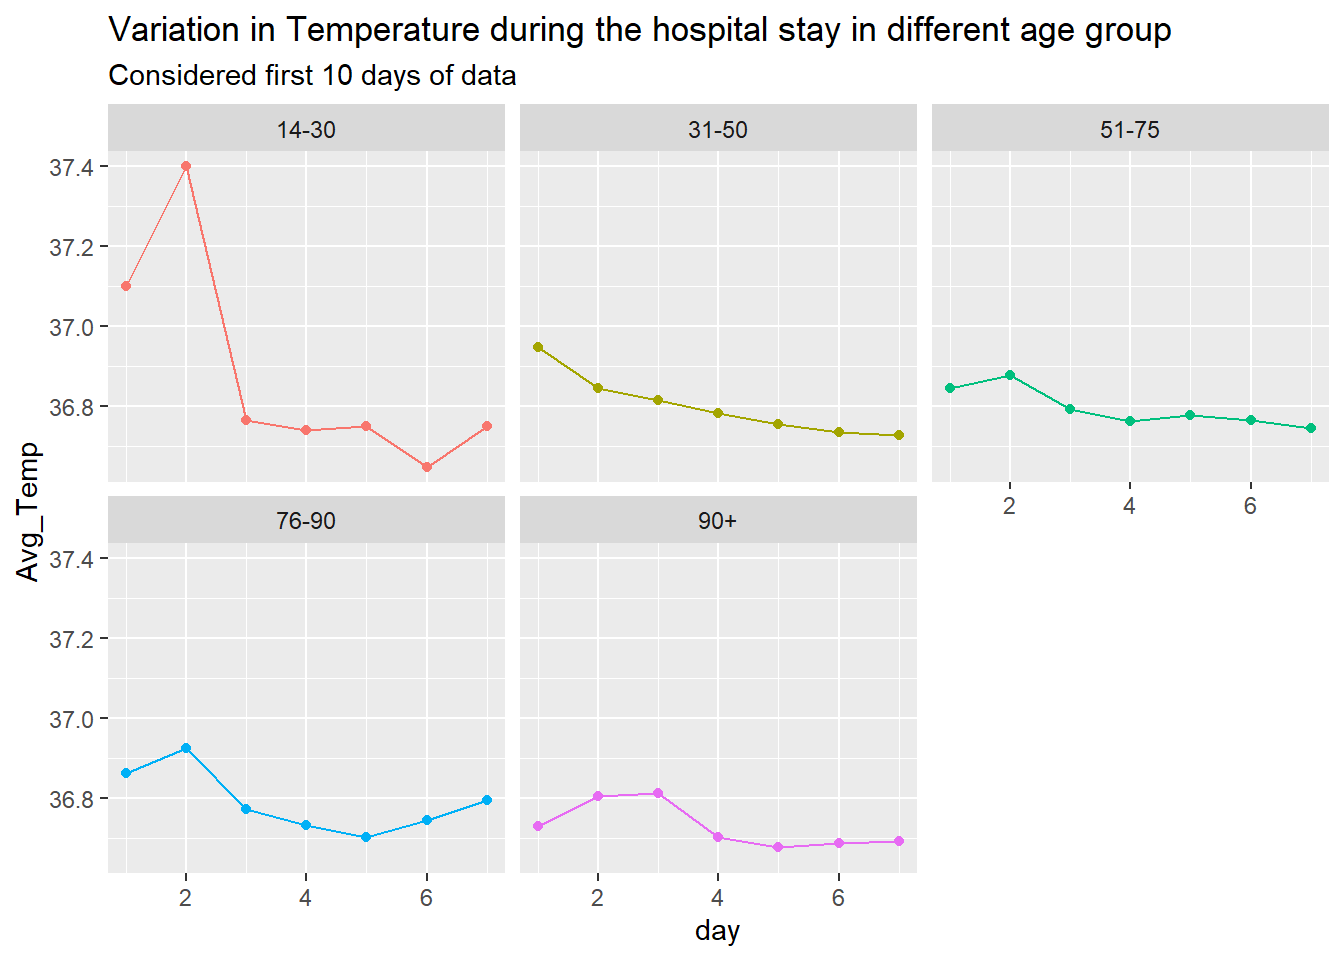 Variation in Temperature during the hospital stay in different age group
Considered first 10 days of data
14-30
31-50
51-75
37.4
37.2
37.0
36.8
2 4 6
76-90
90+
37.4
37.2
37.0
36.8
2 4 6
2 4 6
Avg_Temp
day